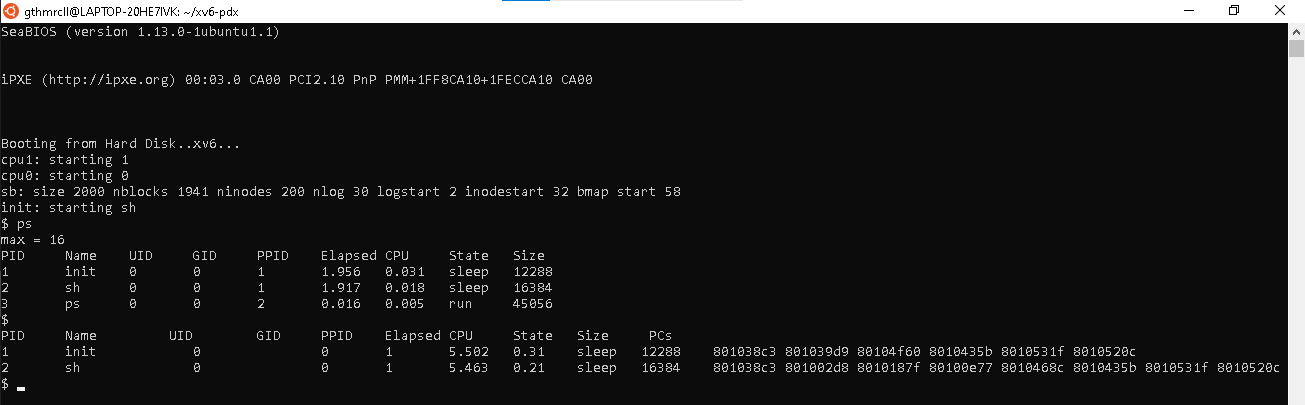 gthmrcll@LAPTOP-20HE7IVK: ~/xv6-pdx
SeaBIOS (version 1.13.0-1ubuntu1.1)
iPXE (http://ipxe.org) 00:03.0 CA00 PCI2.10 PnP PMM+1FF8CA10+1FECCA10 CA00
Booting from Hard Disk..xv6...
cpu1: starting 1
cpu0: starting 0
sb: size 2000 nblocks 1941 ninodes 200 nlog 30 logstart 2 inodestart 32 bmap start 58
init: starting sh
$ ps
max = 16
PID Name UID GID PPID Elapsed CPU State Size
1 init 0 0 1 1.956 0.031 sleep 12288
2 sh 0 0 1 1.917 0.018 sleep 16384
3 ps 0 0 2 0.016 0.005 run 45056
$
PID Name UID GID PPID Elapsed CPU State Size PCs
1 init 0 0 1 5.502 0.31 sleep 12288 801038c3 801039d9 80104f60 8010435b 8010531f 8010520c
2 sh 0 0 1 5.463 0.21 sleep 16384 801038c3 801002d8 8010187f 80100e77 8010468c 8010435b 8010531f 8010520c
$